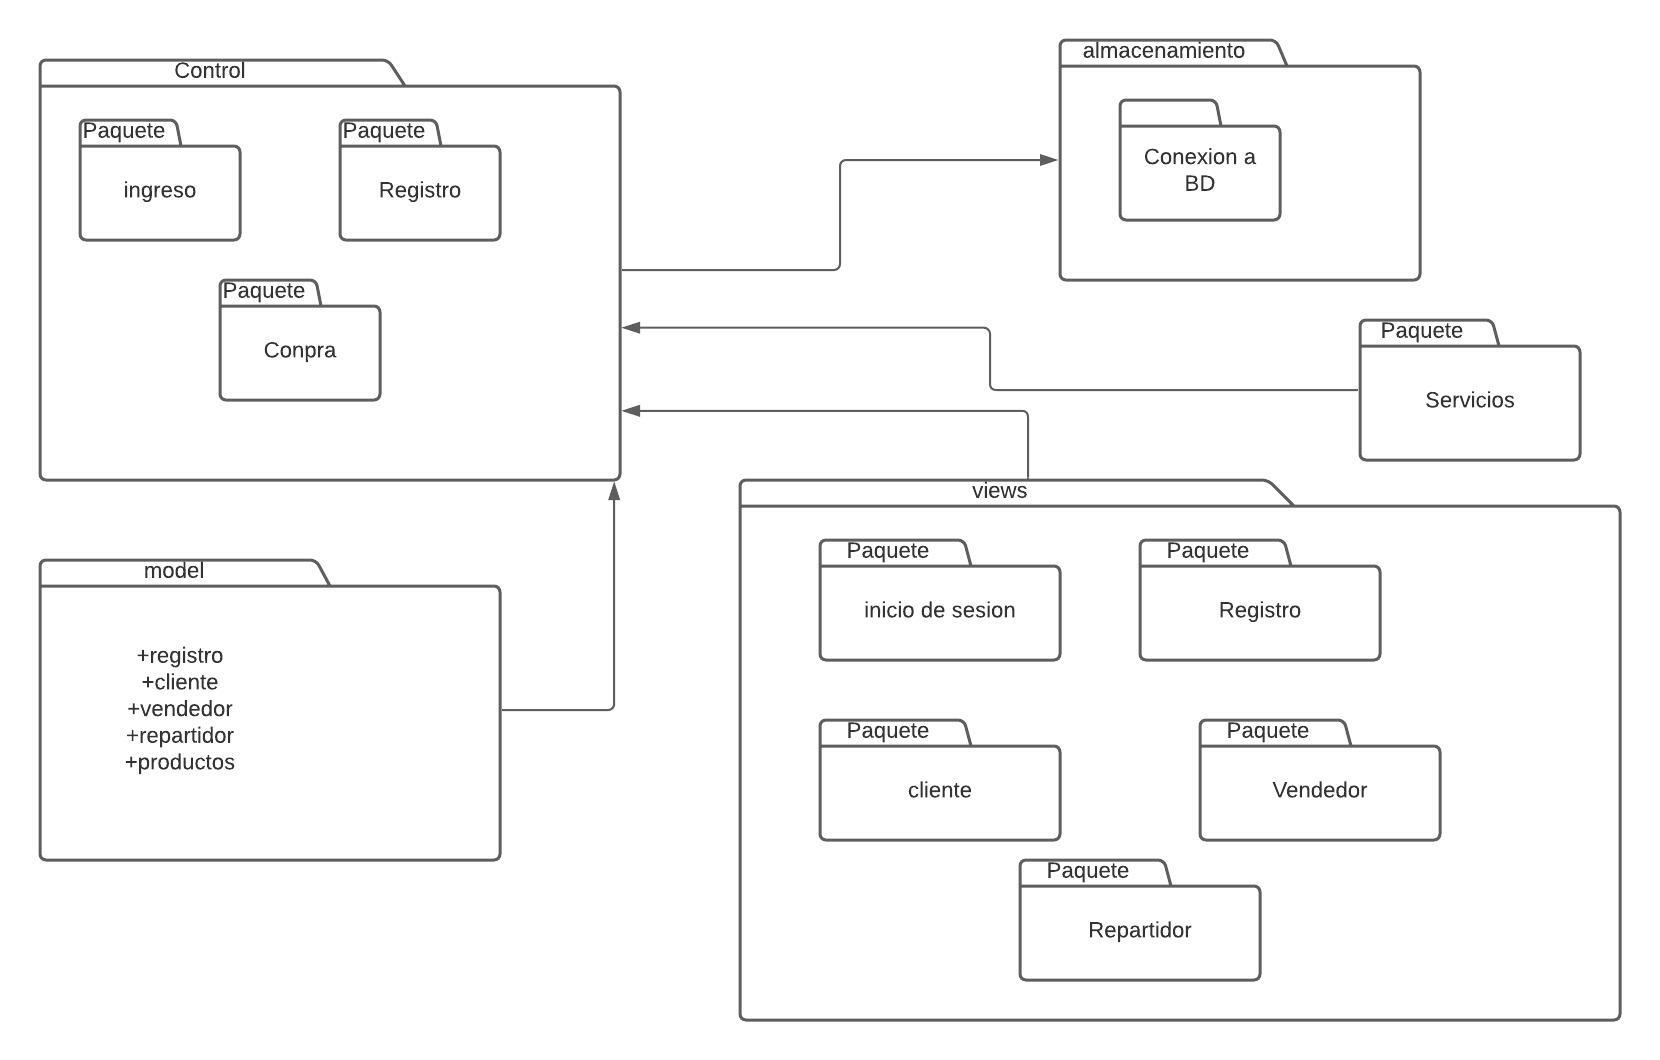 Control
Paquete
ingreso
Paquete
Registro
Paquete
Conpra
almacenamiento
Conexion a
BD
Paquete
Servicios
model
+registro
+cliente
+vendedor
+repartidor
+productos
views
Paquete
inicio de sesion
Paquete
Registro
Paquete
cliente
Paquete
Vendedor
Paquete
Repartidor